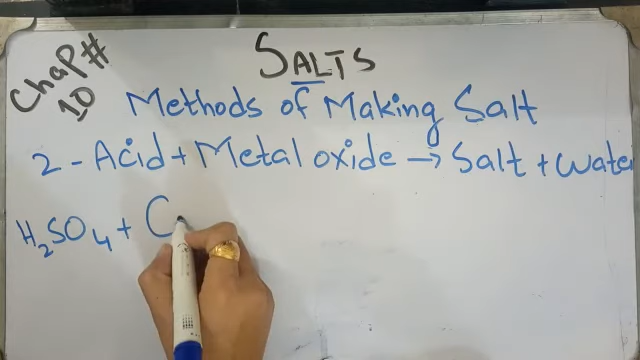 Chap# 10
SALTS
Methods of Making Salt
2-Acid + Metal oxide → Salt + Water
H₂SO₄ + C